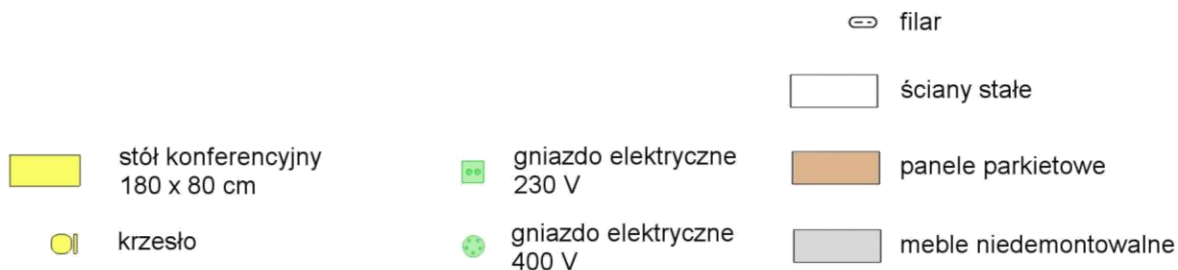 filar
ściany stałe
stół konferencyjny
180 x 80 cm
gniazdo elektryczne
230 V
panele parkietowe
krzesło
gniazdo elektryczne
400 V
meble niedemontowalne